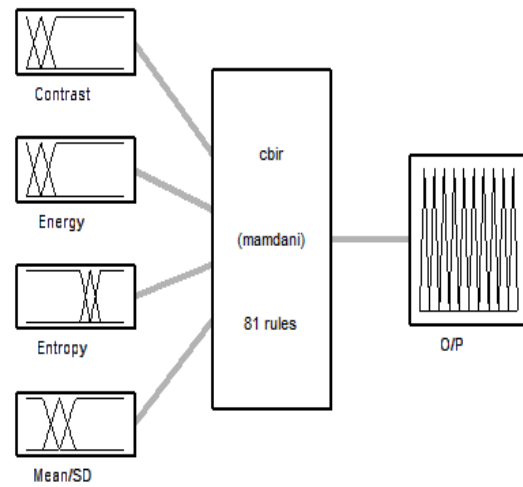 Contrast
Energy
Entropy
Mean/SD
cbir
(mamdani)
81 rules
O/P